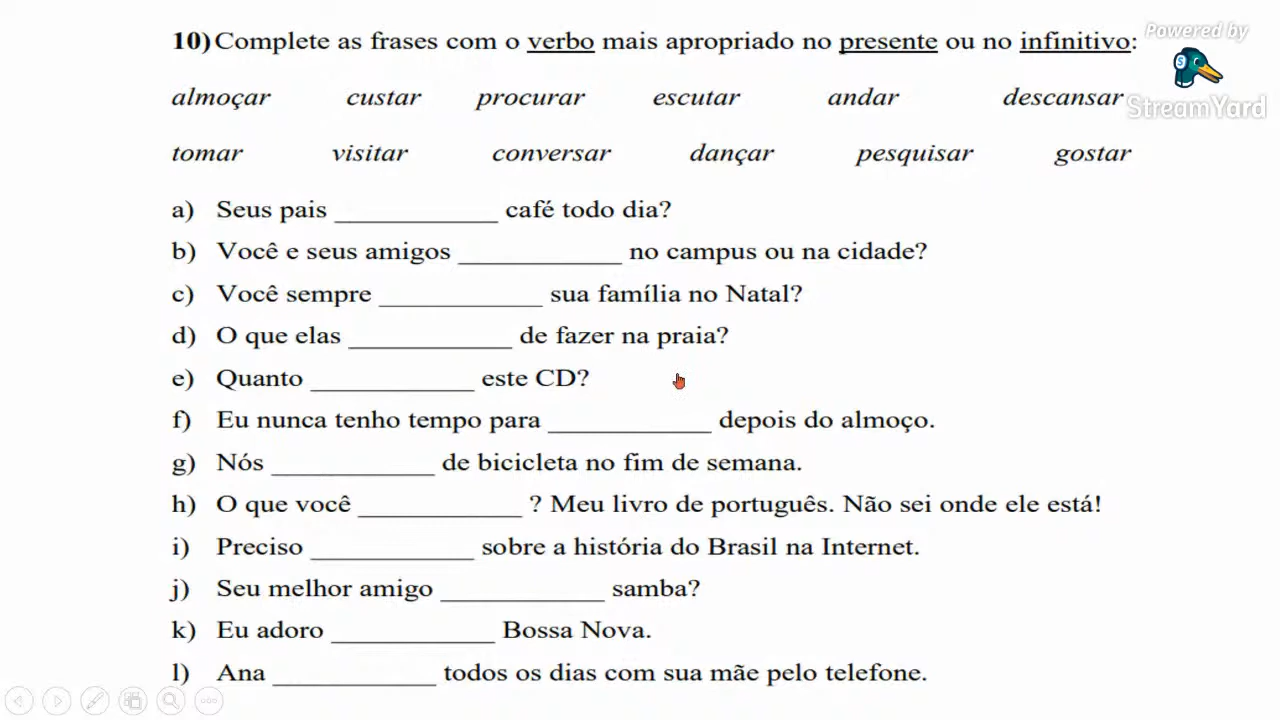 Powered by
StreamYard
10) Complete as frases com o verbo mais apropriado no presente ou no infinitivo:
almoçar custar procurar escutar andar descansar
tomar visitar conversar dançar pesquisar gostar
a) Seus pais ____________ café todo dia?
b) Você e seus amigos ____________ no campus ou na cidade?
c) Você sempre ____________ sua família no Natal?
d) O que elas ____________ de fazer na praia?
e) Quanto ____________ este CD?
f) Eu nunca tenho tempo para ____________ depois do almoço.
g) Nós ____________ de bicicleta no fim de semana.
h) O que você ____________ ? Meu livro de português. Não sei onde ele está!
i) Preciso ____________ sobre a história do Brasil na Internet.
j) Seu melhor amigo ____________ samba?
k) Eu adoro ____________ Bossa Nova.
l) Ana ____________ todos os dias com sua mãe pelo telefone.